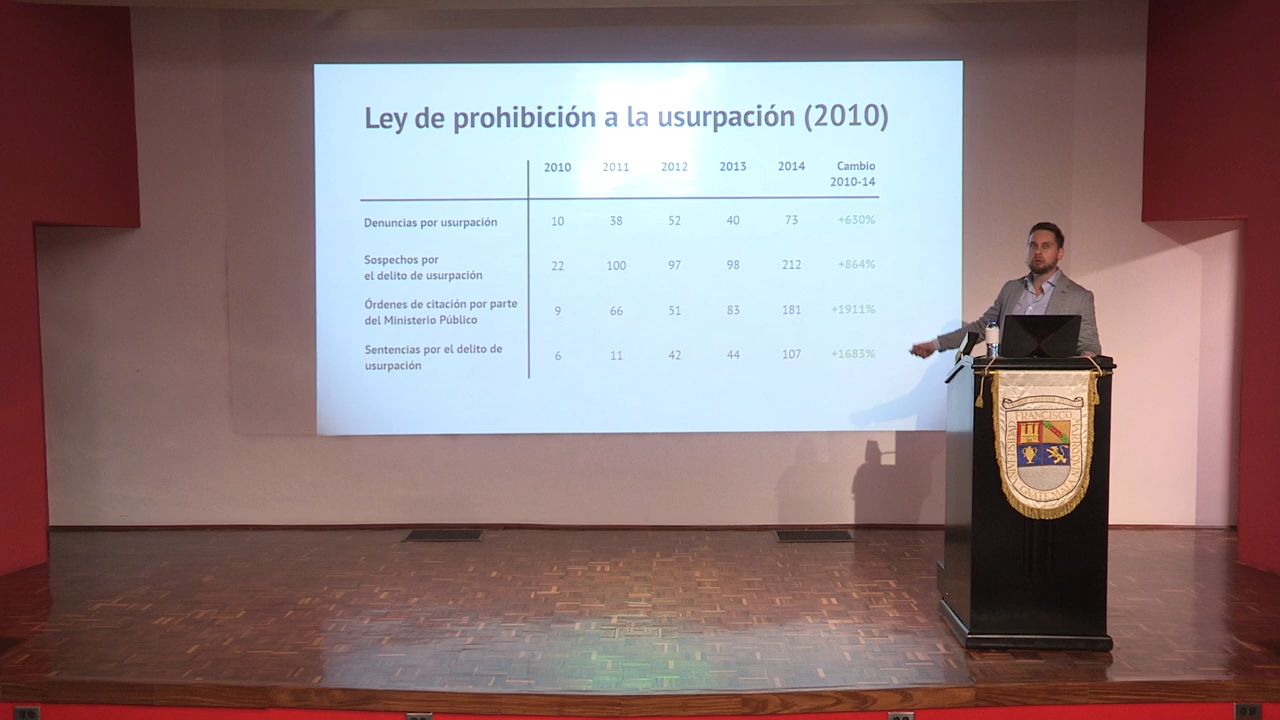 Ley de prohibición a la usurpación (2010)
2010 2011 2012 2013 2014 Cambio
2010-14
Denuncias por usurpación 10 38 52 40 73 +630%
Sospechos por
el delito de usurpación 22 100 97 98 212 +864%
Órdenes de citación por parte
del Ministerio Público 9 66 51 83 181 +1911%
Sentencias por el delito de
usurpación 6 11 42 44 107 +1683%
FRANCISCO